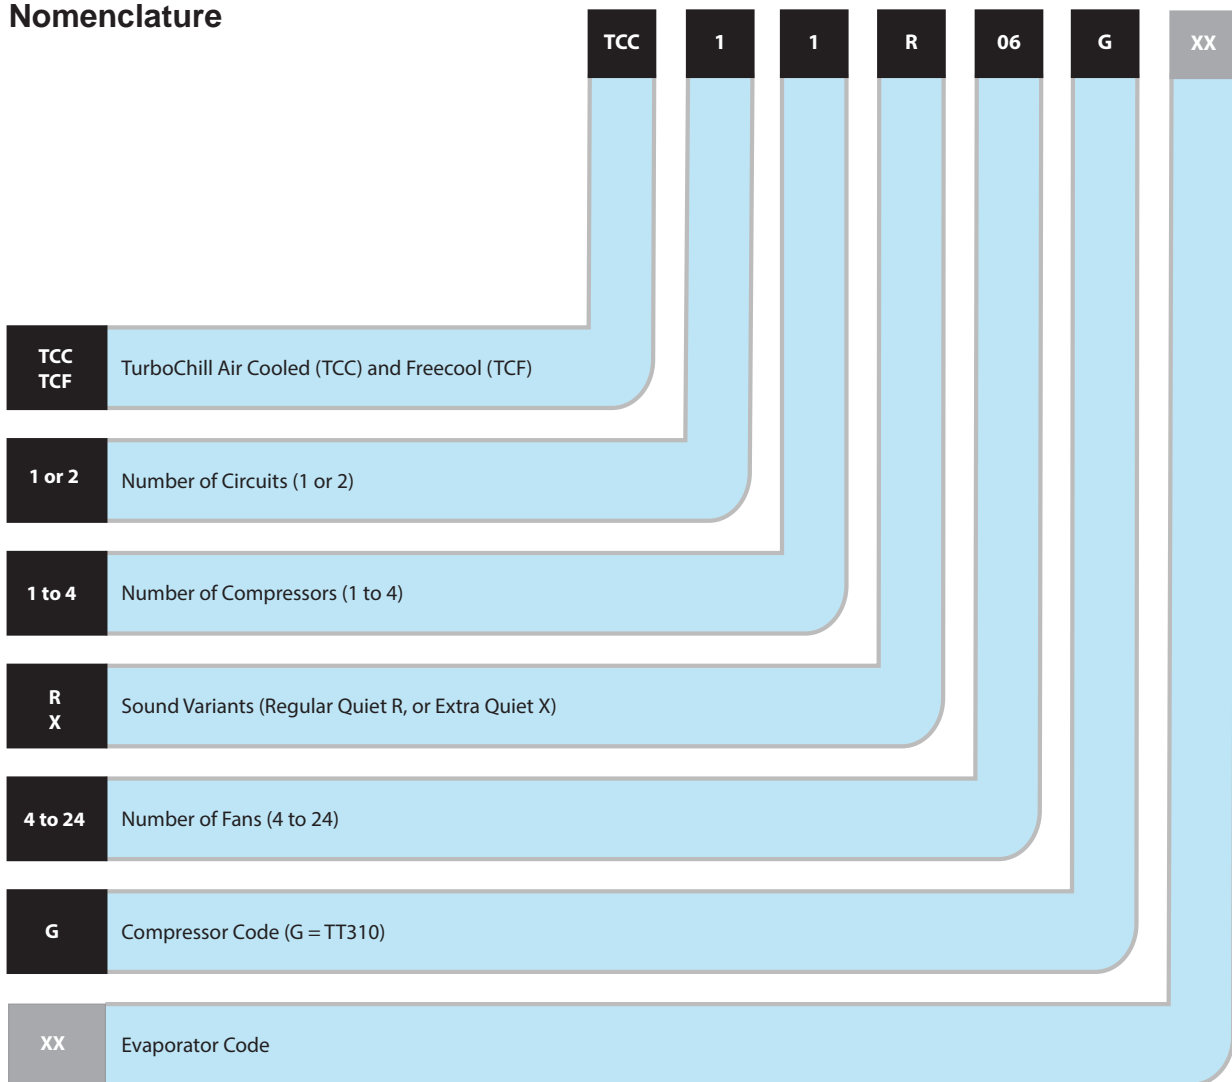 Nomenclature
TCC 1 1 R 06 G XX
TCC
TCF
TurboChill Air Cooled (TCC) and Freecool (TCF)
1 or 2
Number of Circuits (1 or 2)
1 to 4
Number of Compressors (1 to 4)
R
X
Sound Variants (Regular Quiet R, or Extra Quiet X)
4 to 24
Number of Fans (4 to 24)
G
Compressor Code (G = TT310)
XX
Evaporator Code